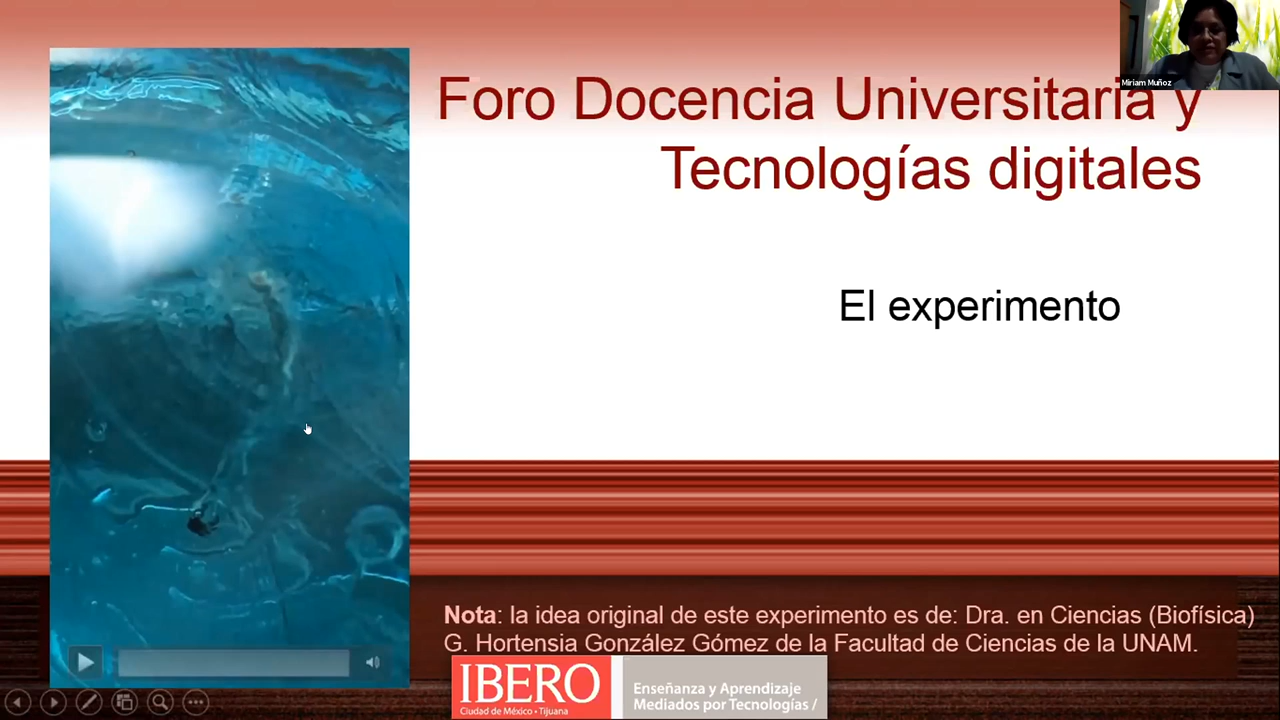 Miriam Muñoz
Foro Docencia Universitaria y
Tecnologías digitales
El experimento
Nota: la idea original de este experimento es de: Dra. en Ciencias (Biofísica)
G. Hortensia González Gómez de la Facultad de Ciencias de la UNAM.
IBERO
Ciudad de México • Tijuana
Enseñanza y Aprendizaje
Mediados por Tecnologías /